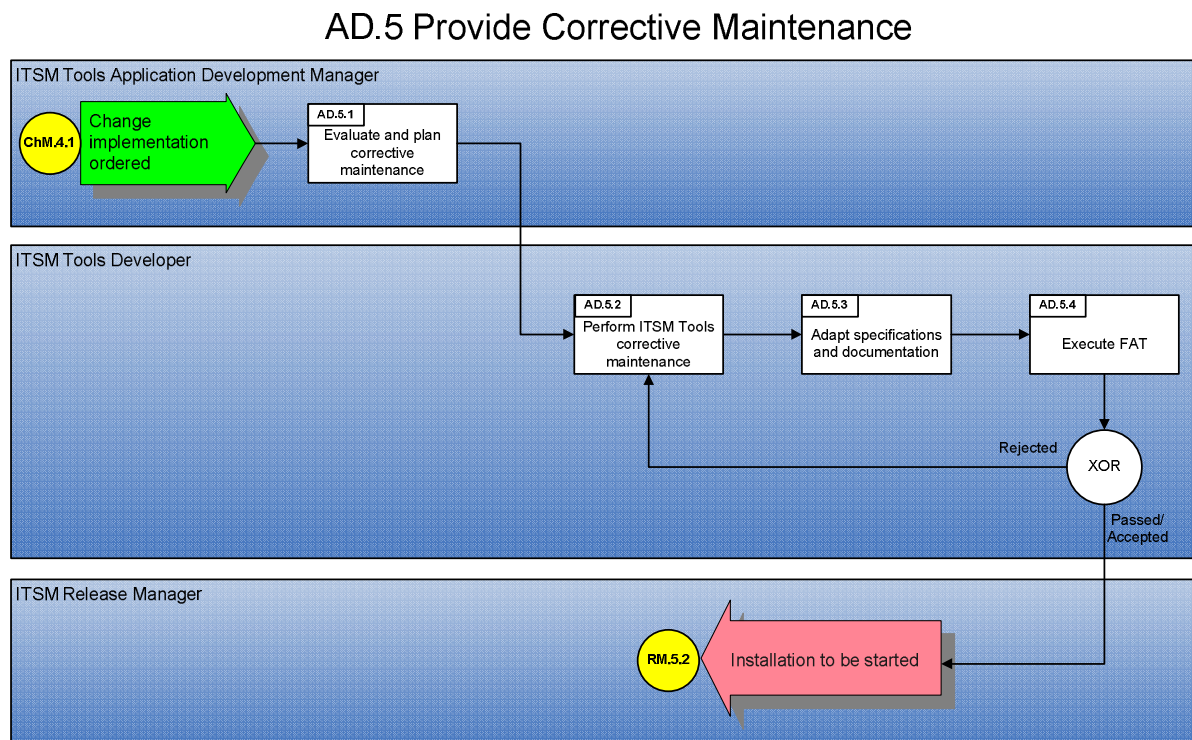 AD.5 Provide Corrective Maintenance
ITSM Tools Application Development Manager
ChM.4.1
Change
implementation
ordered
AD.5.1
Evaluate and plan
corrective
maintenance
ITSM Tools Developer
AD.5.2
Perform ITSM Tools
corrective
maintenance
AD.5.3
Adapt specifications
and documentation
AD.5.4
Execute FAT
Rejected
XOR
Passed/
Accepted
ITSM Release Manager
RM.5.2
Installation to be started